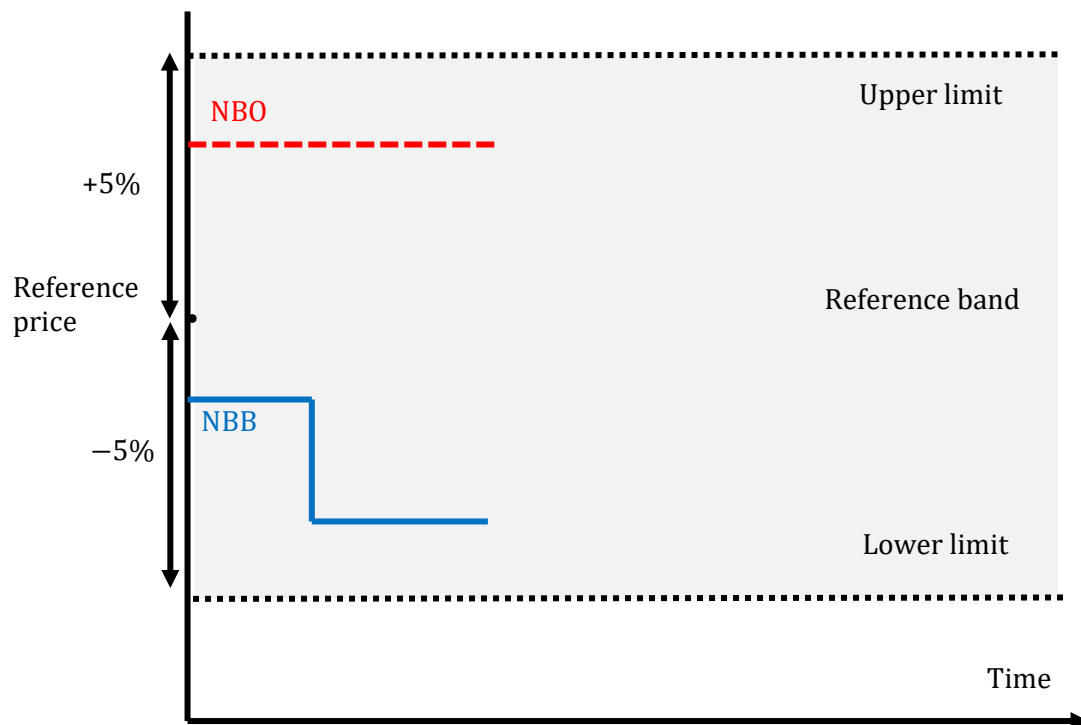 Upper limit
NBO
+5%
Reference
price
Reference band
NBB
−5%
Lower limit
Time